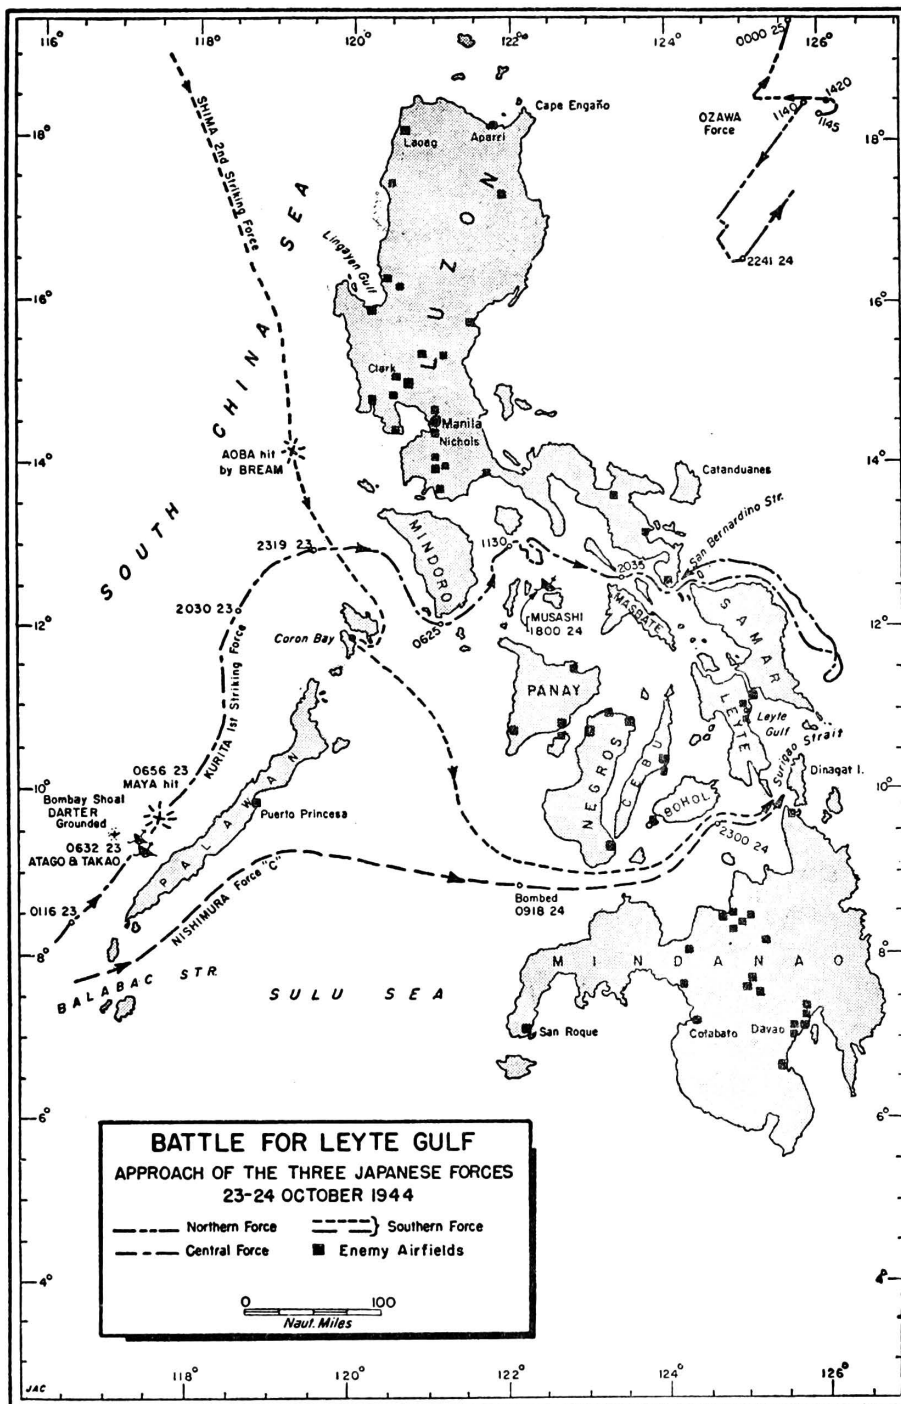 116° 118° 120° 122° 124° 126°
0000 25
1420
1140
1145
OZAWA
Force
2241 24
SHIMA 2nd Striking Force
Cape Engaño
Laoag
Aparri
18°
18°
SOUTH CHINA SEA
Lingayen Gulf
LUZON
16°
16°
Clark
Manila
Nichols
AOBA hit
by BREAM
14°
14°
Catanduanes
San Bernardino Str.
2319 23
MINDORO
1130
2035
2030 23
MUSASHI
1800 24
MASBATE
SAMAR
12°
12°
0625
Coron Bay
KURITA 1st Striking Force
PANAY
LEYTE
Leyte
Gulf
Surigao Strait
0656 23
MAYA hit
Bombay Shoal
DARTER
Grounded
NEGROS
CEBU
BOHOL
Dinagat I.
10°
10°
PALAWAN
Puerto Princesa
0632 23
ATAGO & TAKAO
2300 24
0116 23
NISHIMURA Force "C"
Bombed
0918 24
8°
8°
BALABAC STR.
SULU SEA
MINDANAO
San Roque
Cotabato
Davao
6°
6°
BATTLE FOR LEYTE GULF
APPROACH OF THE THREE JAPANESE FORCES
23-24 OCTOBER 1944
Northern Force
Southern Force
Central Force
Enemy Airfields
0 100
Naut. Miles
4°
4°
JAC
118° 120° 122° 124° 126°